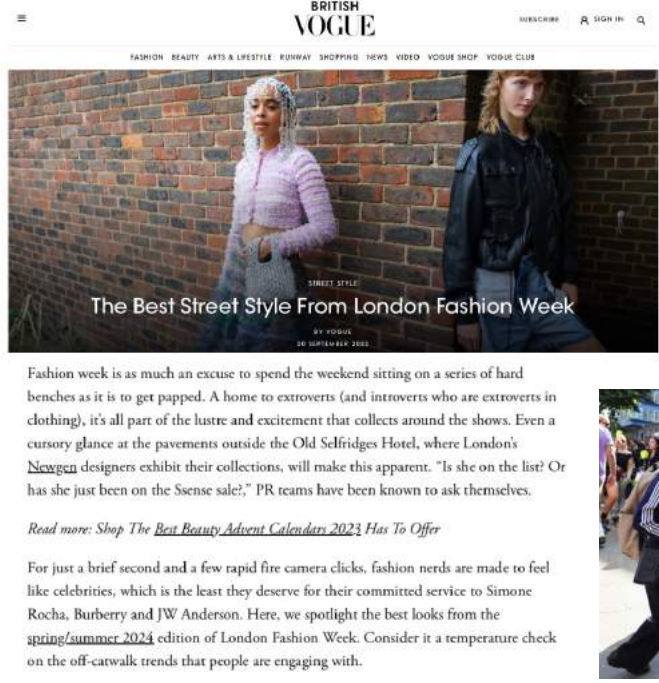 BRITISH
VOGUE
SUBSCRIBE SIGN IN
FASHION BEAUTY ARTS & LIFESTYLE RUNWAY SHOPPING NEWS VIDEO VOGUE SHOP VOGUE CLUB
STREET STYLE
The Best Street Style From London Fashion Week
BY VOGUE
20 SEPTEMBER 2023
Fashion week is as much an excuse to spend the weekend sitting on a series of hard
benches as it is to get papped. A home to extroverts (and introverts who are extroverts in
clothing), it's all part of the lustre and excitement that collects around the shows. Even a
cursory glance at the pavements outside the Old Selfridges Hotel, where London's
Newgen designers exhibit their collections, will make this apparent. "Is she on the list? Or
has she just been on the Ssense sale?," PR teams have been known to ask themselves.
Read more: Shop The Best Beauty Advent Calendars 2023 Has To Offer
For just a brief second and a few rapid fire camera clicks, fashion nerds are made to feel
like celebrities, which is the least they deserve for their committed service to Simone
Rocha, Burberry and JW Anderson. Here, we spotlight the best looks from the
spring/summer 2024 edition of London Fashion Week. Consider it a temperature check
on the off-catwalk trends that people are engaging with.